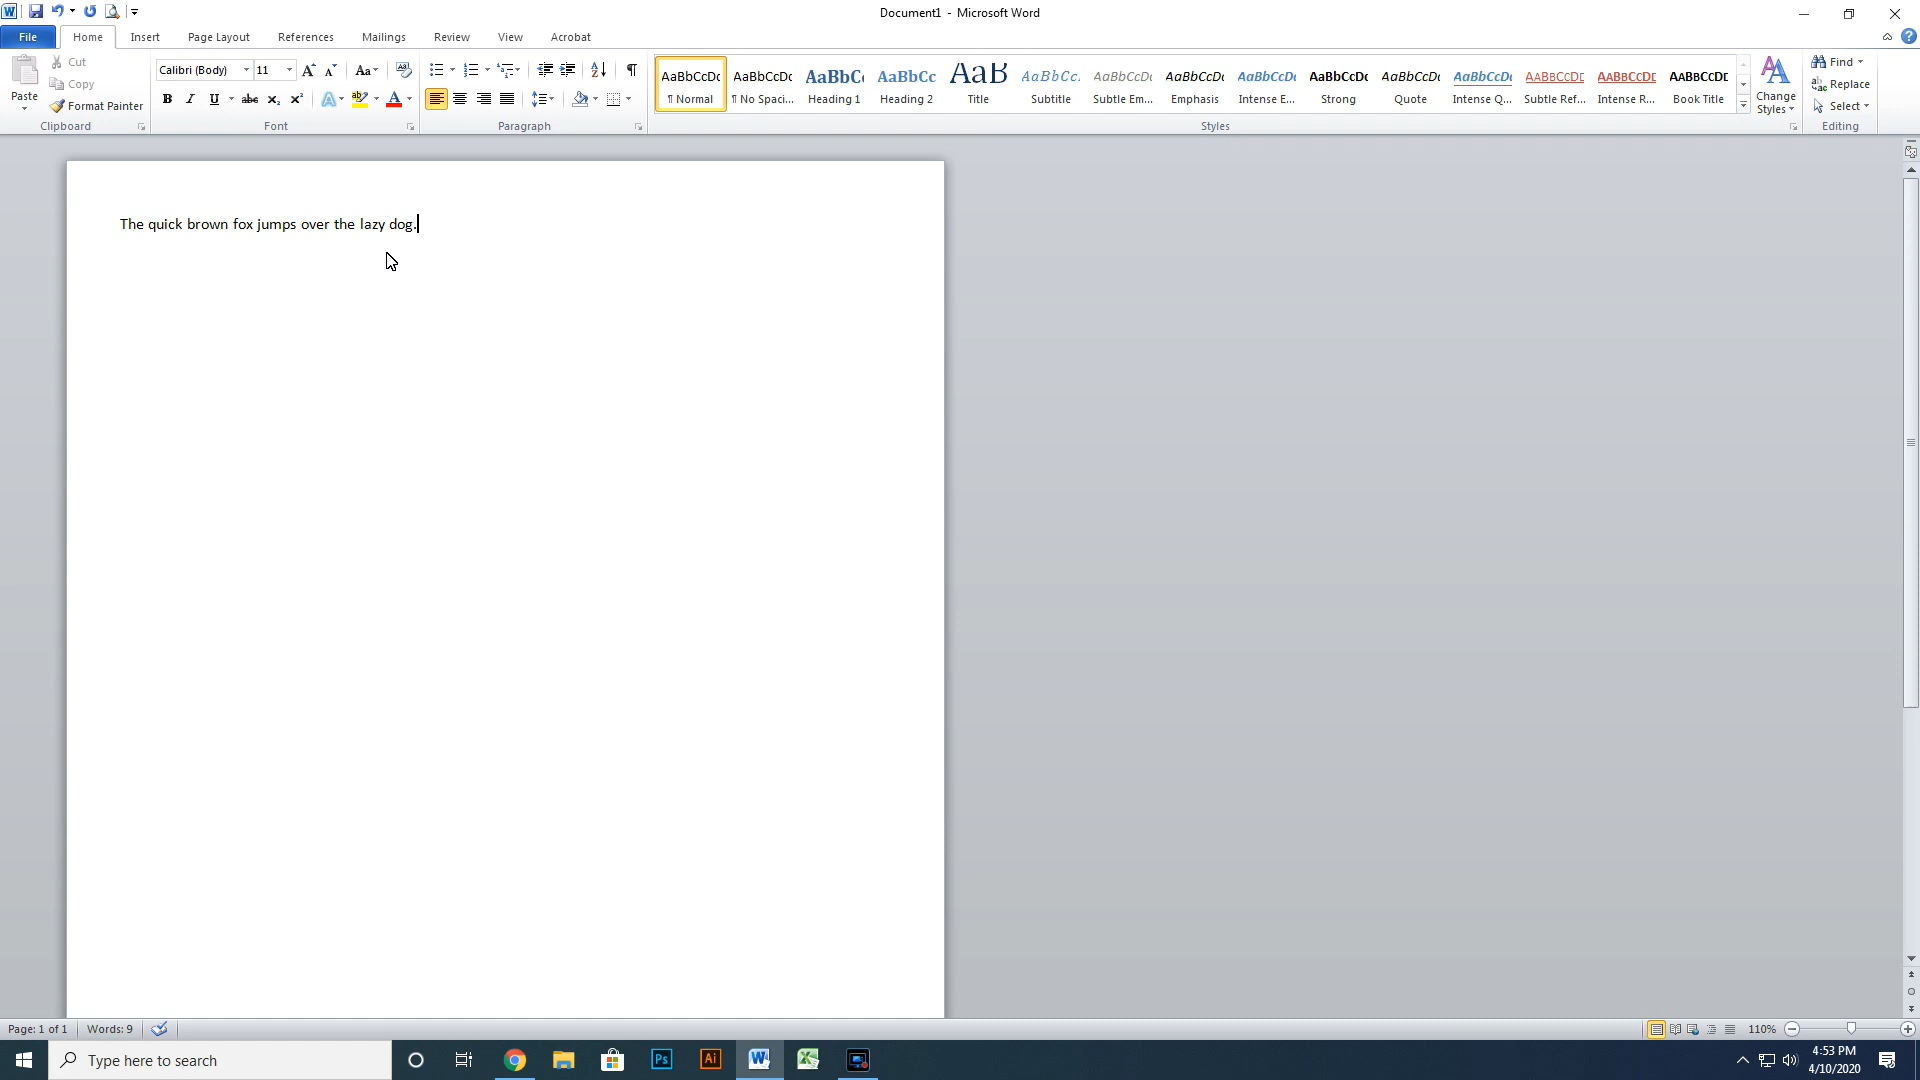 Document1 - Microsoft Word
File Home Insert Page Layout References Mailings Review View Acrobat
Paste
Cut
Copy
Format Painter
Clipboard
Calibri (Body) 11
Font
Paragraph
AaBbCcDc AaBbCcDc AaBbC AaBbCc AaB AaBbCc. AaBbCcDc AaBbCcDc AaBbCcDc AaBbCcDc AaBbCcDc AaBbCcDc AABBCCDE AABBCCDE AABBCCDE
¶ Normal ¶ No Spaci... Heading 1 Heading 2 Title Subtitle Subtle Em... Emphasis Intense E... Strong Quote Intense Q... Subtle Ref... Intense R... Book Title
Styles
Change
Styles
Find
Replace
Select
Editing
The quick brown fox jumps over the lazy dog.
Page: 1 of 1 Words: 9 110%
Type here to search
Ps Ai
4:53 PM
4/10/2020